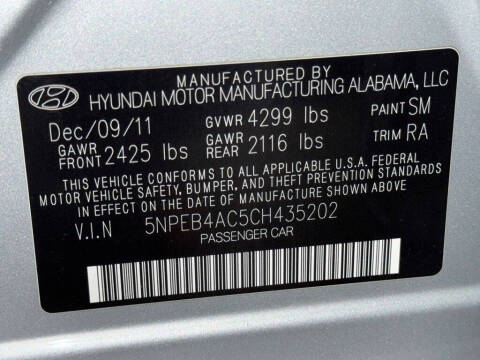 MANUFACTURED BY
HYUNDAI MOTOR MANUFACTURING ALABAMA, LLC
Dec/09/11 GVWR 4299 lbs PAINT SM
GAWR FRONT 2425 lbs GAWR REAR 2116 lbs TRIM RA
THIS VEHICLE CONFORMS TO ALL APPLICABLE U.S.A. FEDERAL
MOTOR VEHICLE SAFETY, BUMPER, AND THEFT PREVENTION STANDARDS
IN EFFECT ON THE DATE OF MANUFACTURE SHOWN ABOVE
V.I.N 5NPEB4AC5CH435202
PASSENGER CAR